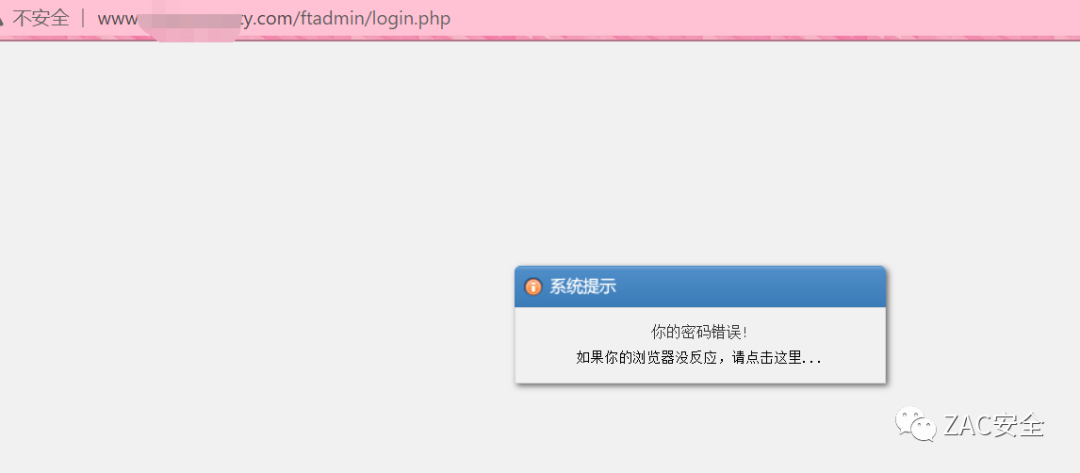 不安全 | www.ty.com/ftadmin/login.php
系统提示
你的密码错误!
如果你的浏览器没反应，请点击这里...
ZAC安全